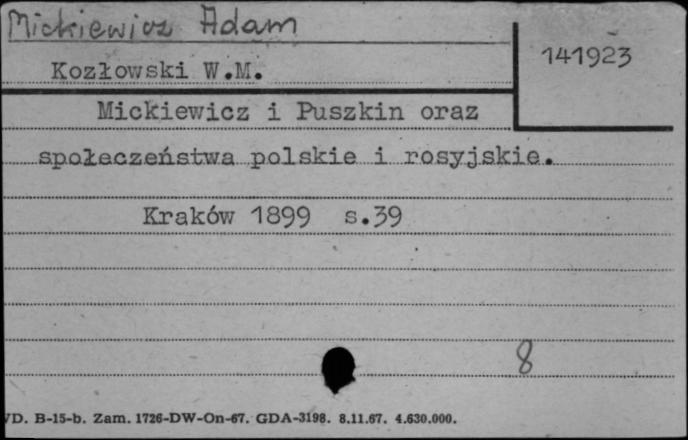 Mickiewicz Adam
141923
Kozłowski W.M.
Mickiewicz i Puszkin oraz
społeczeństwa polskie i rosyjskie.
Kraków 1899 s.39
8
VD. B-15-b. Zam. 1726-DW-On-67. GDA-3198. 8.11.67. 4.630.000.